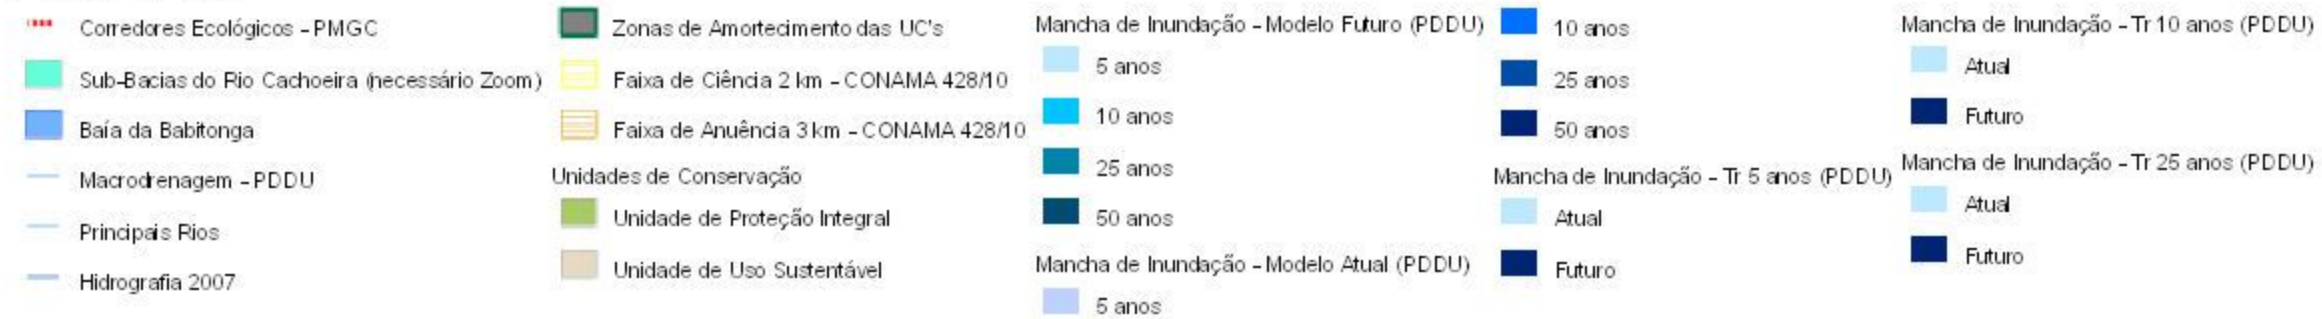 Corredores Ecológicos - PMGC
Sub-Bacias do Rio Cachoeira (necessário Zoom)
Baía da Babitonga
Macrodrenagem - PDDU
Principais Rios
Hidrografia 2007
Zonas de Amortecimento das UC's
Faixa de Ciência 2 km - CONAMA 428/10
Faixa de Anuência 3 km - CONAMA 428/10
Unidades de Conservação
Unidade de Proteção Integral
Unidade de Uso Sustentável
Mancha de Inundação - Modelo Futuro (PDDU)
5 anos
10 anos
25 anos
50 anos
Mancha de Inundação - Modelo Atual (PDDU)
5 anos
10 anos
25 anos
50 anos
Mancha de Inundação - Tr 5 anos (PDDU)
Atual
Futuro
Mancha de Inundação - Tr 10 anos (PDDU)
Atual
Futuro
Mancha de Inundação - Tr 25 anos (PDDU)
Atual
Futuro